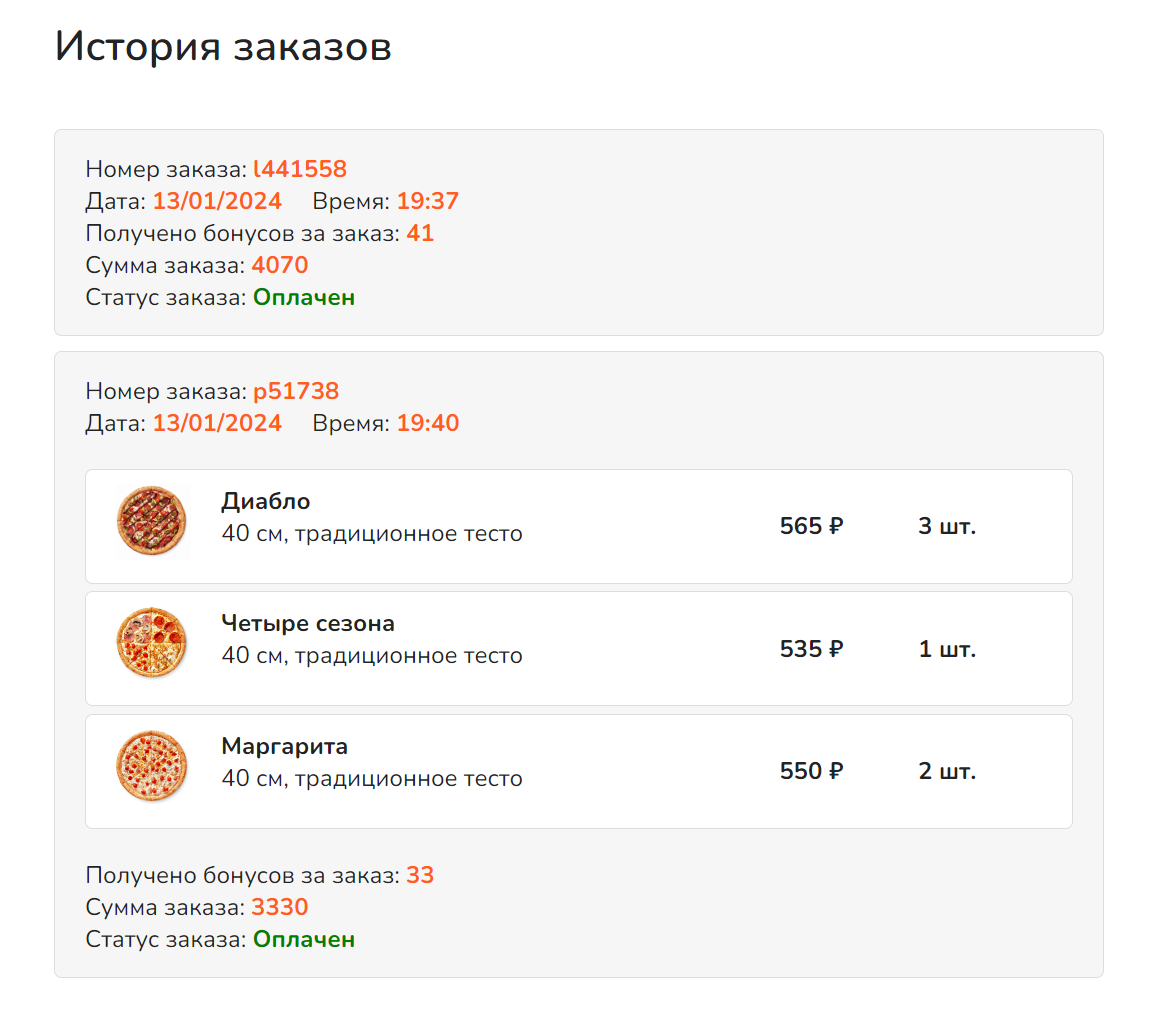 История заказов
Номер заказа: l441558
Дата: 13/01/2024 Время: 19:37
Получено бонусов за заказ: 41
Сумма заказа: 4070
Статус заказа: Оплачен
Номер заказа: p51738
Дата: 13/01/2024 Время: 19:40
Диабло
40 см, традиционное тесто
565 ₽ 3 шт.
Четыре сезона
40 см, традиционное тесто
535 ₽ 1 шт.
Маргарита
40 см, традиционное тесто
550 ₽ 2 шт.
Получено бонусов за заказ: 33
Сумма заказа: 3330
Статус заказа: Оплачен